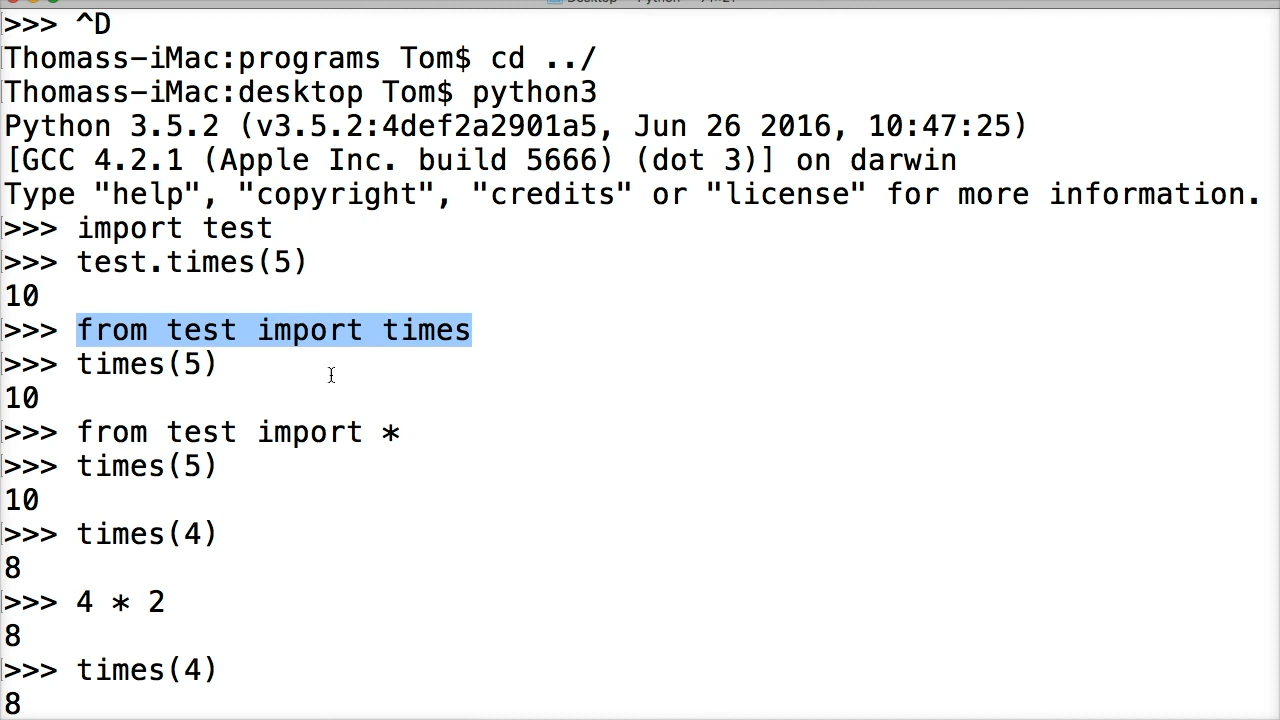 >>> ^D
Thomass-iMac:programs Tom$ cd ../
Thomass-iMac:desktop Tom$ python3
Python 3.5.2 (v3.5.2:4def2a2901a5, Jun 26 2016, 10:47:25)
[GCC 4.2.1 (Apple Inc. build 5666) (dot 3)] on darwin
Type "help", "copyright", "credits" or "license" for more information.
>>> import test
>>> test.times(5)
10
>>> from test import times
>>> times(5)
10
>>> from test import *
>>> times(5)
10
>>> times(4)
8
>>> 4 * 2
8
>>> times(4)
8